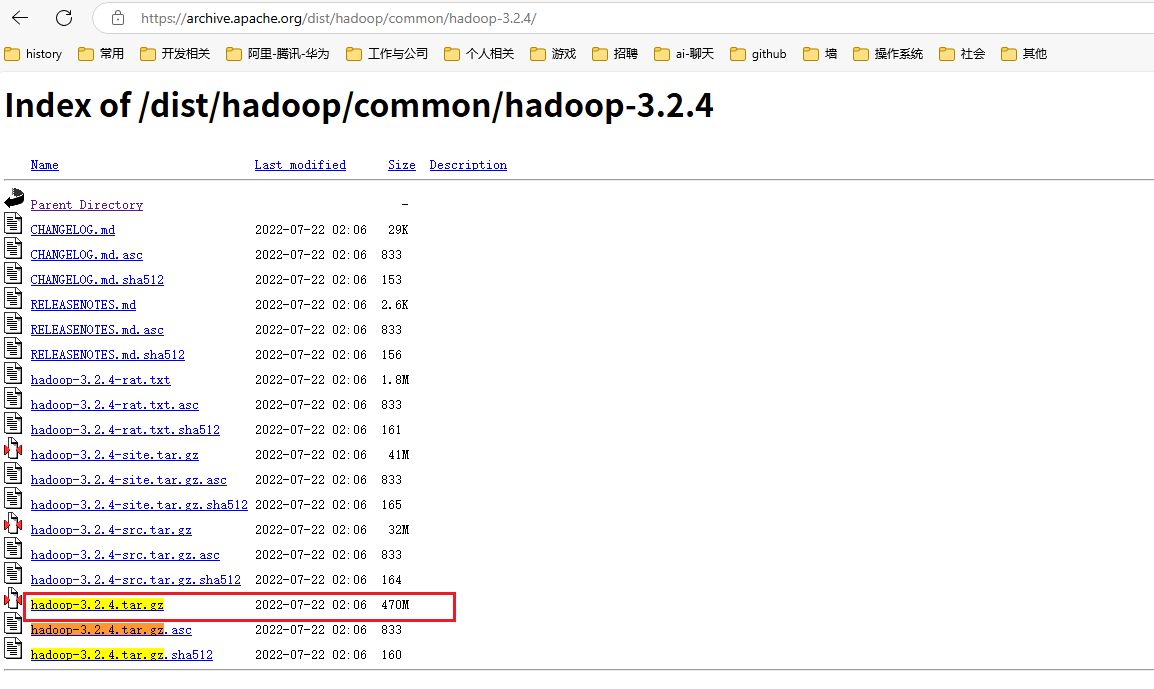 https://archive.apache.org/dist/hadoop/common/hadoop-3.2.4/
history 常用 开发相关 阿里-腾讯-华为 工作与公司 个人相关 游戏 招聘 ai-聊天 github 墙 操作系统 社会 其他
Index of /dist/hadoop/common/hadoop-3.2.4
Name Last modified Size Description
Parent Directory -
CHANGELOG.md 2022-07-22 02:06 29K
CHANGELOG.md.asc 2022-07-22 02:06 833
CHANGELOG.md.sha512 2022-07-22 02:06 153
RELEASENOTES.md 2022-07-22 02:06 2.6K
RELEASENOTES.md.asc 2022-07-22 02:06 833
RELEASENOTES.md.sha512 2022-07-22 02:06 156
hadoop-3.2.4-rat.txt 2022-07-22 02:06 1.8M
hadoop-3.2.4-rat.txt.asc 2022-07-22 02:06 833
hadoop-3.2.4-rat.txt.sha512 2022-07-22 02:06 161
hadoop-3.2.4-site.tar.gz 2022-07-22 02:06 41M
hadoop-3.2.4-site.tar.gz.asc 2022-07-22 02:06 833
hadoop-3.2.4-site.tar.gz.sha512 2022-07-22 02:06 165
hadoop-3.2.4-src.tar.gz 2022-07-22 02:06 32M
hadoop-3.2.4-src.tar.gz.asc 2022-07-22 02:06 833
hadoop-3.2.4-src.tar.gz.sha512 2022-07-22 02:06 164
hadoop-3.2.4.tar.gz 2022-07-22 02:06 470M
hadoop-3.2.4.tar.gz.asc 2022-07-22 02:06 833
hadoop-3.2.4.tar.gz.sha512 2022-07-22 02:06 160